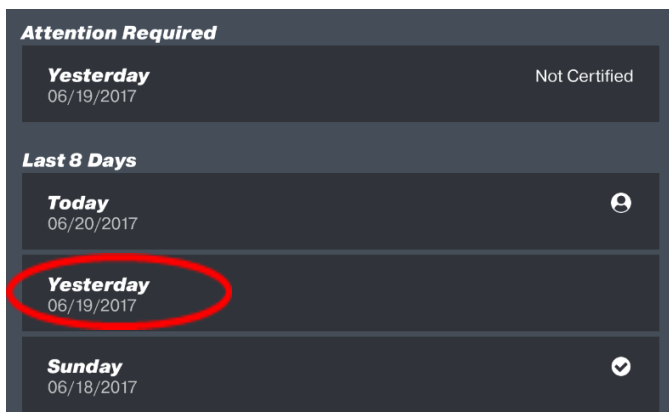 Attention Required
Yesterday
Not Certified
06/19/2017
Last 8 Days
Today
06/20/2017
Yesterday
06/19/2017
Sunday
06/18/2017